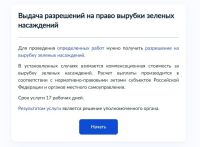 Выдача разрешений на право вырубки зеленых
насаждений
Для проведения определенных работ нужно получить разрешение на
вырубку зеленых насаждений.
В установленных случаях взимается компенсационная стоимость за
вырубку зеленых насаждений. Расчет выплаты производится в
соответствии с нормативно-правовыми актами субъектов Российской
Федерации и органов местного самоуправления.
Срок услуги 17 рабочих дней.
Результатом услуги является решение уполномоченного органа.
Начать